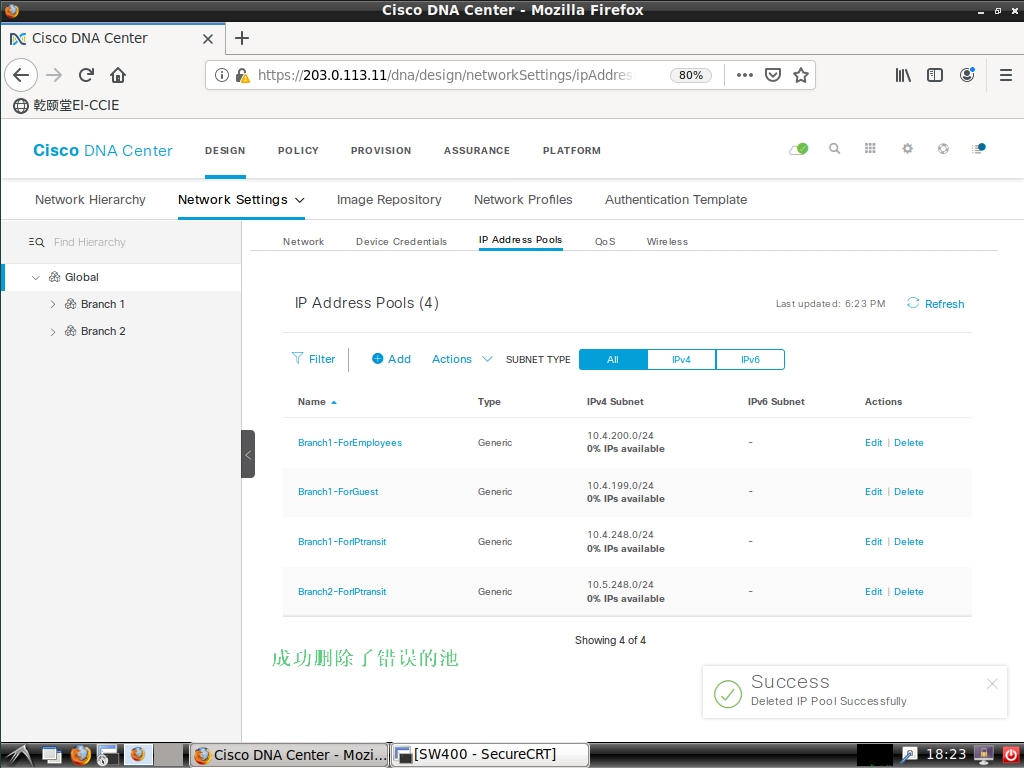 Cisco DNA Center - Mozilla Firefox
Cisco DNA Center
https://203.0.113.11/dna/design/networkSettings/ipAddres
80%
乾颐堂EI-CCIE
Cisco DNA Center
DESIGN
POLICY
PROVISION
ASSURANCE
PLATFORM
Network Hierarchy
Network Settings
Image Repository
Network Profiles
Authentication Template
Find Hierarchy
Global
Branch 1
Branch 2
Network
Device Credentials
IP Address Pools
QoS
Wireless
IP Address Pools (4)
Last updated: 6:23 PM
Refresh
Filter
Add
Actions
SUBNET TYPE
All
IPv4
IPv6
Name
Type
IPv4 Subnet
IPv6 Subnet
Actions
Branch1-ForEmployees
Generic
10.4.200.0/24
0% IPs available
-
Edit | Delete
Branch1-ForGuest
Generic
10.4.199.0/24
0% IPs available
-
Edit | Delete
Branch1-ForIPtransit
Generic
10.4.248.0/24
0% IPs available
-
Edit | Delete
Branch2-ForIPtransit
Generic
10.5.248.0/24
0% IPs available
-
Edit | Delete
Showing 4 of 4
成功删除了错误的池
Success
Deleted IP Pool Successfully
Cisco DNA Center - Mozi...
[SW400 - SecureCRT]
18:23